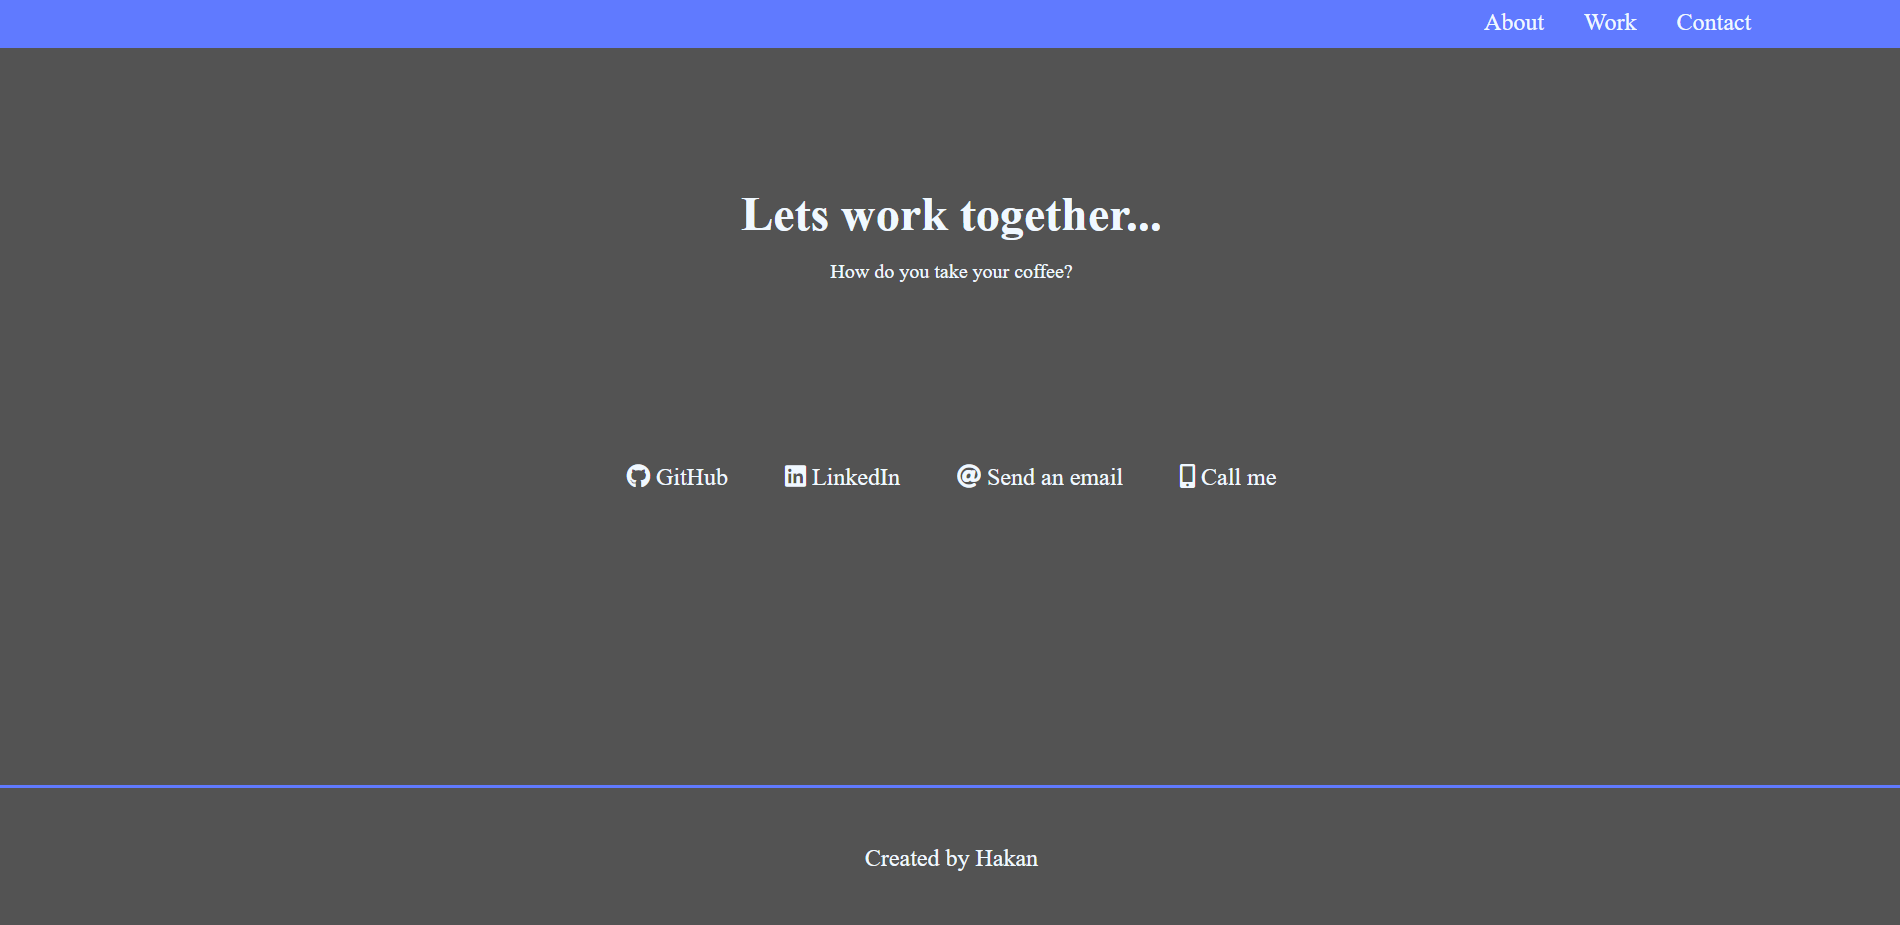 About Work Contact
Lets work together...
How do you take your coffee?
GitHub LinkedIn Send an email Call me
Created by Hakan